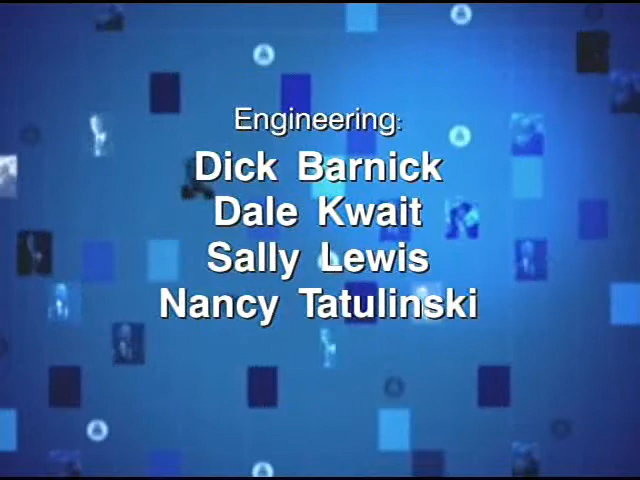 Engineering:
Dick Barnick
Dale Kwait
Sally Lewis
Nancy Tatulinski